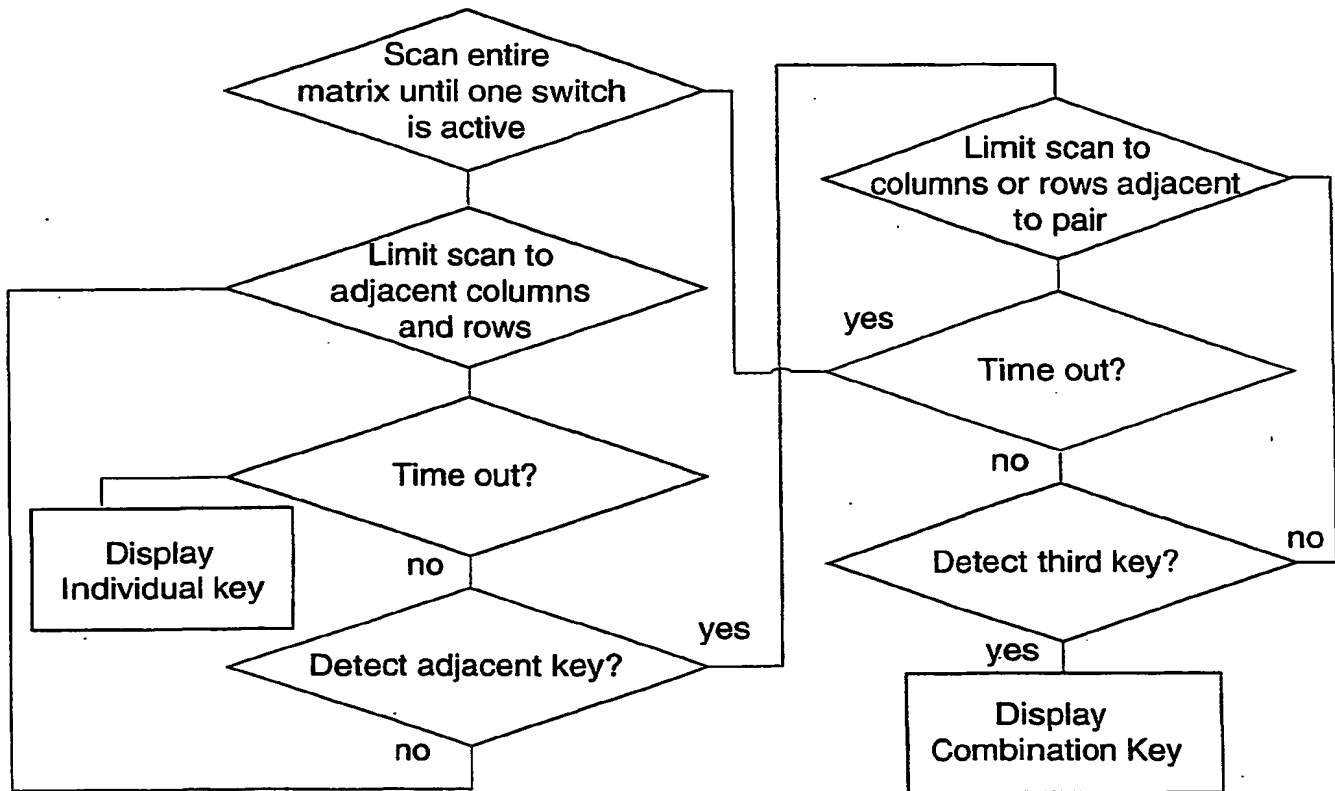 Scan entire
matrix until one switch
is active
Limit scan to
adjacent columns
and rows
Time out?
Display
Individual key
no
Detect adjacent key?
yes
no
Limit scan to
columns or rows adjacent
to pair
yes
Time out?
no
Detect third key?
no
yes
Display
Combination Key